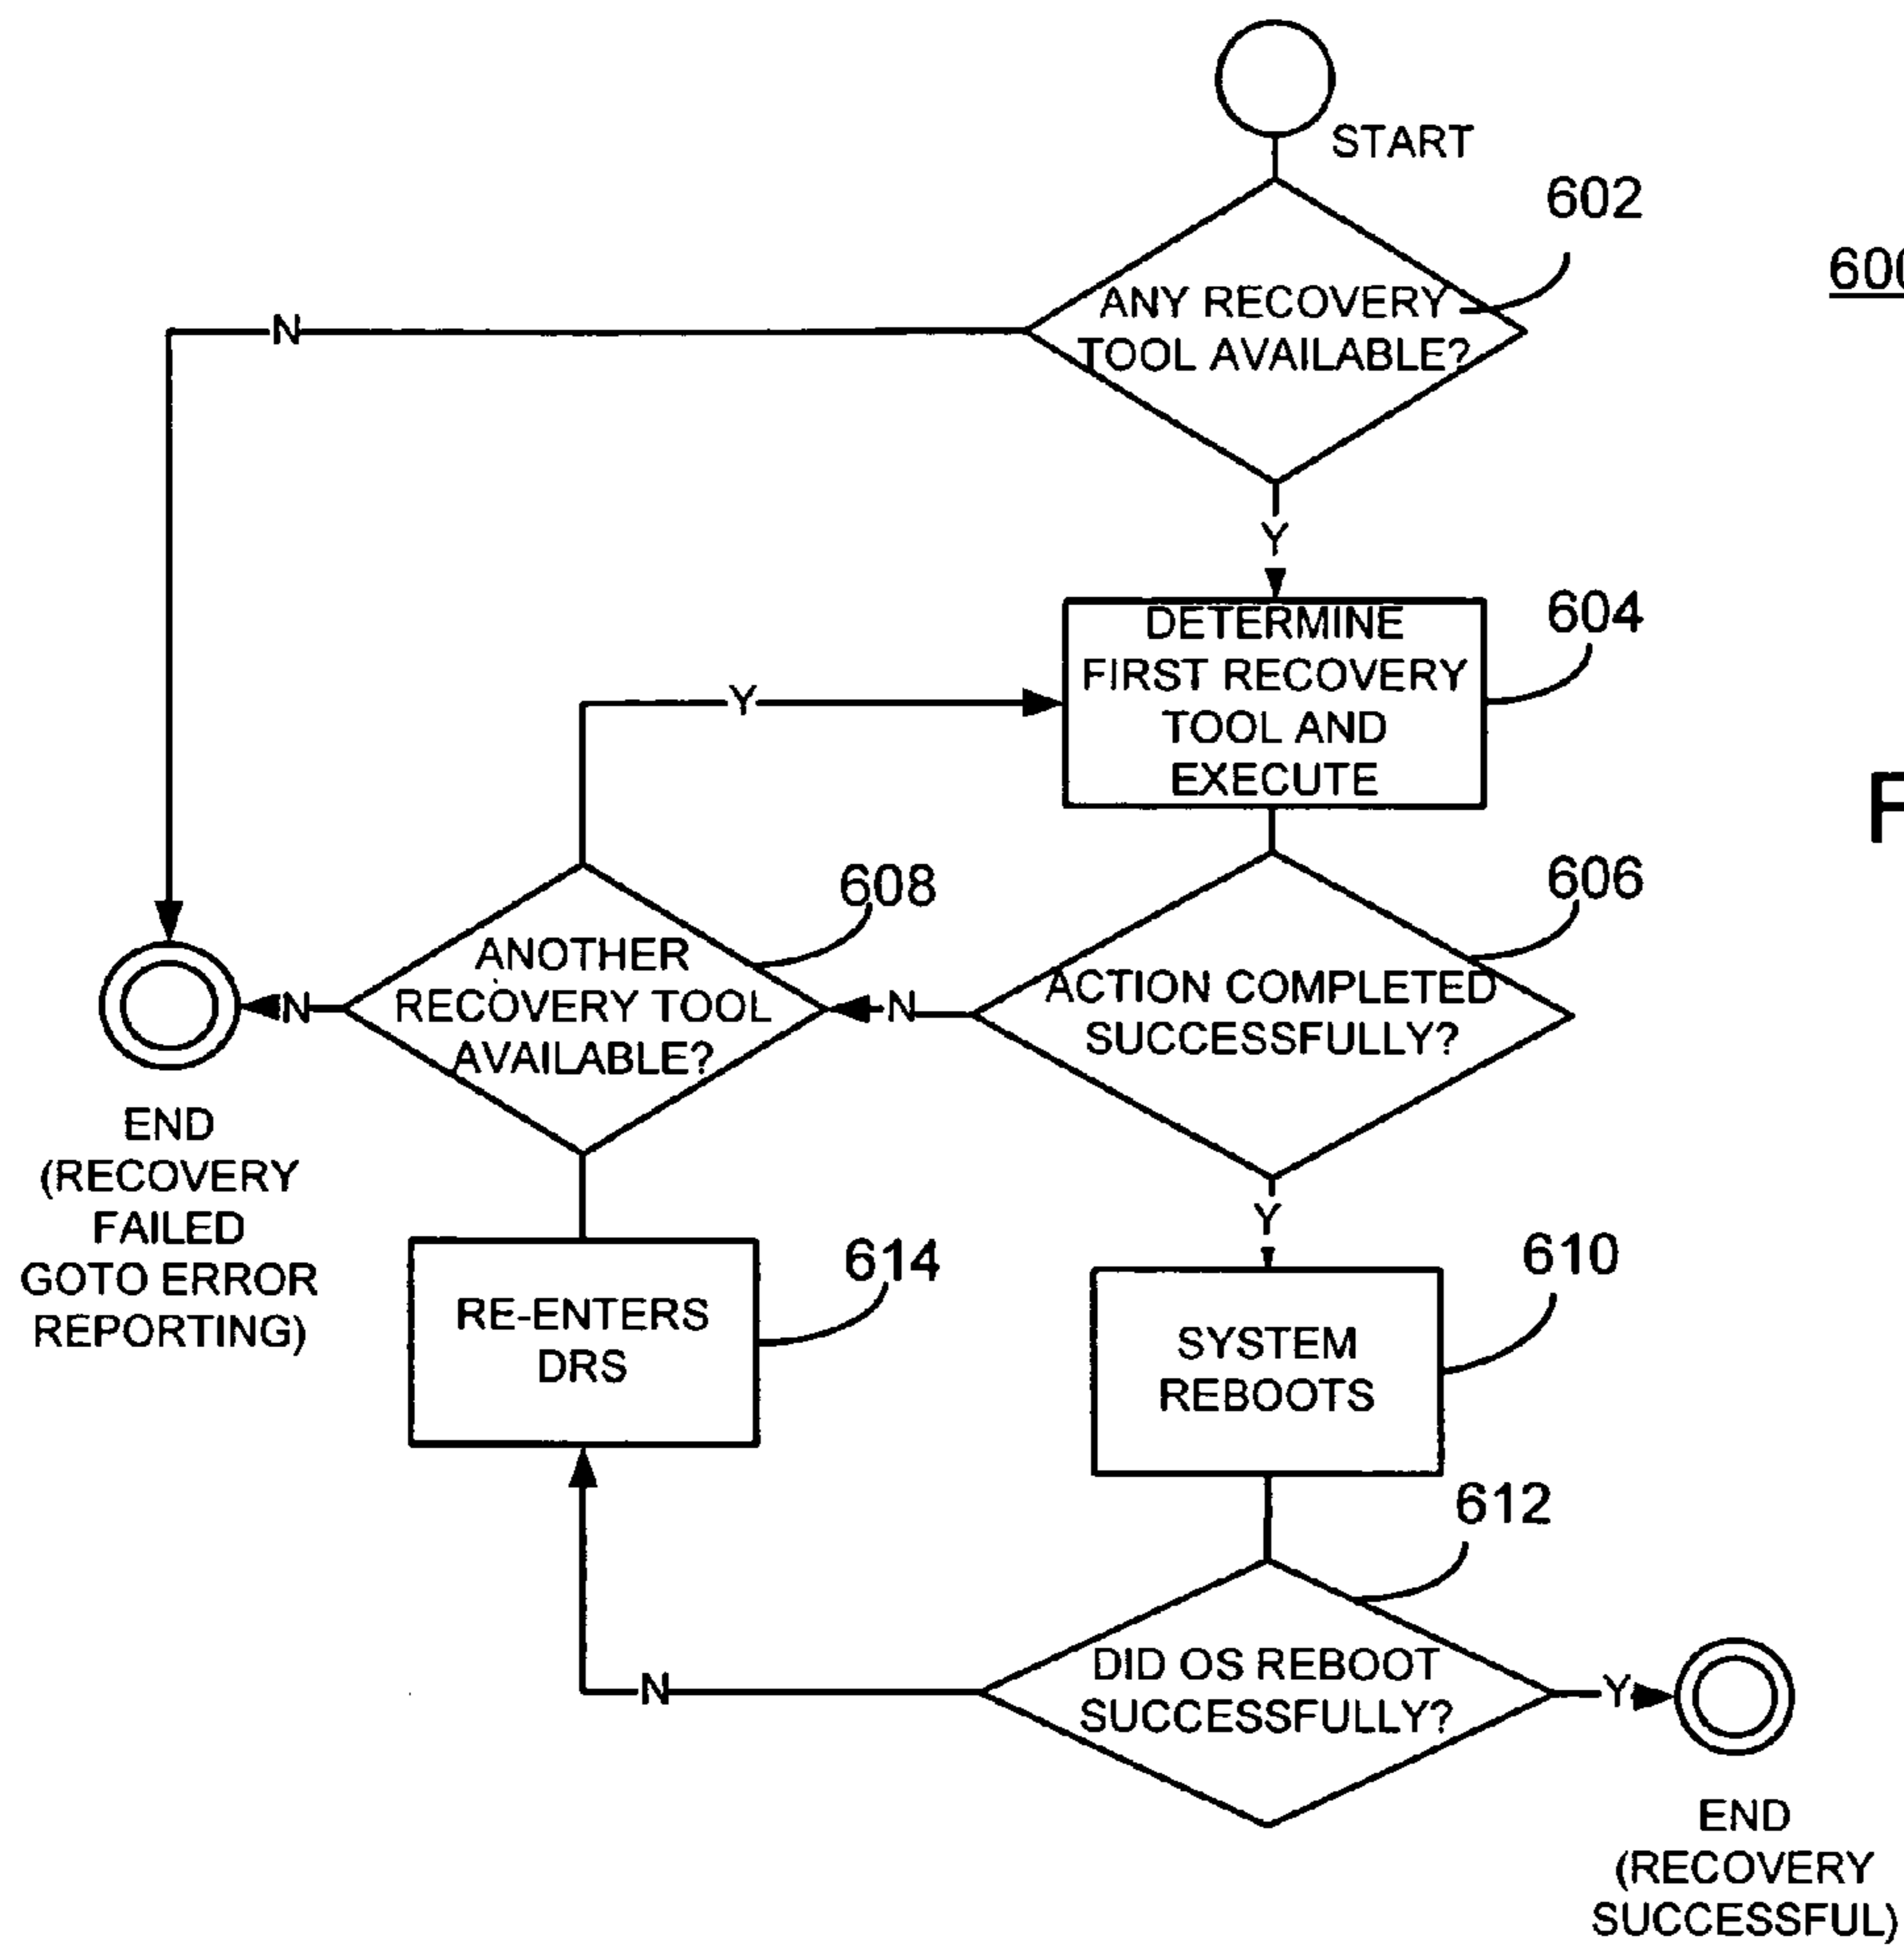 START
602
600
ANY RECOVERY
TOOL AVAILABLE?
N
Y
DETERMINE
FIRST RECOVERY
TOOL AND
EXECUTE
604
Y
F
608
606
ANOTHER
RECOVERY TOOL
AVAILABLE?
ACTION COMPLETED
SUCCESSFULLY?
N
N
END
(RECOVERY
FAILED
GOTO ERROR
REPORTING)
Y
614
610
RE-ENTERS
DRS
SYSTEM
REBOOTS
612
DID OS REBOOT
SUCCESSFULLY?
N
Y
END
(RECOVERY
SUCCESSFUL)